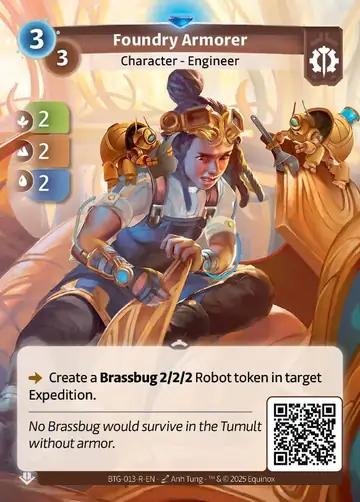 3
3
Foundry Armorer
Character - Engineer
2
2
2
Create a Brassbug 2/2/2 Robot token in target
Expedition.
No Brassbug would survive in the Tumult
without armor.
BTG-013-R-EN - Anh Tung - ™ & © 2025 Equinox